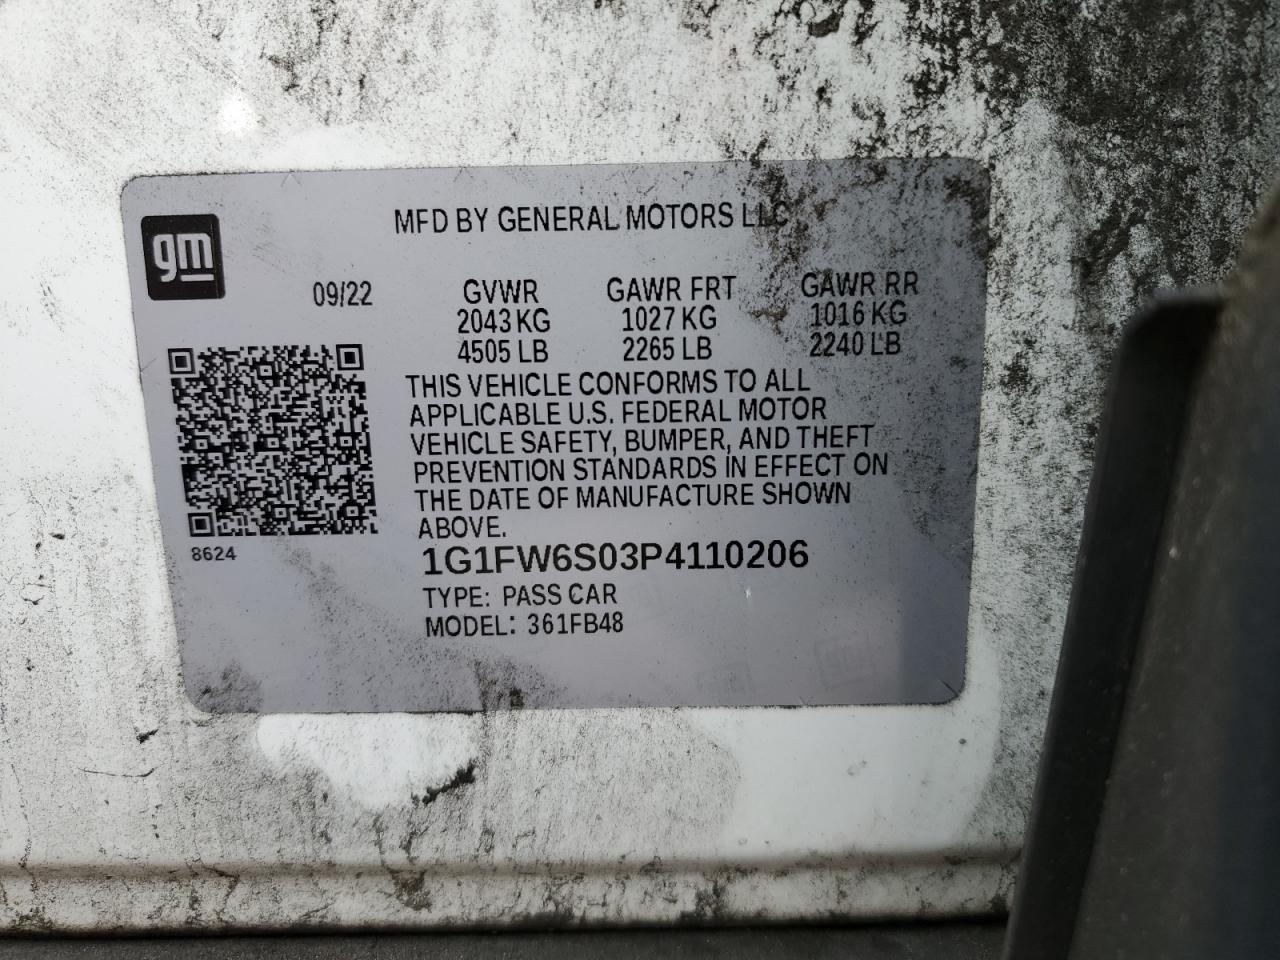 MFD BY GENERAL MOTORS LLC
gm
09/22 GVWR GAWR FRT GAWR RR
2043 KG 1027 KG 1016 KG
4505 LB 2265 LB 2240 LB
THIS VEHICLE CONFORMS TO ALL
APPLICABLE U.S. FEDERAL MOTOR
VEHICLE SAFETY, BUMPER, AND THEFT
PREVENTION STANDARDS IN EFFECT ON
THE DATE OF MANUFACTURE SHOWN
ABOVE.
8624
1G1FW6S03P4110206
TYPE: PASS CAR
MODEL: 361FB48
gm